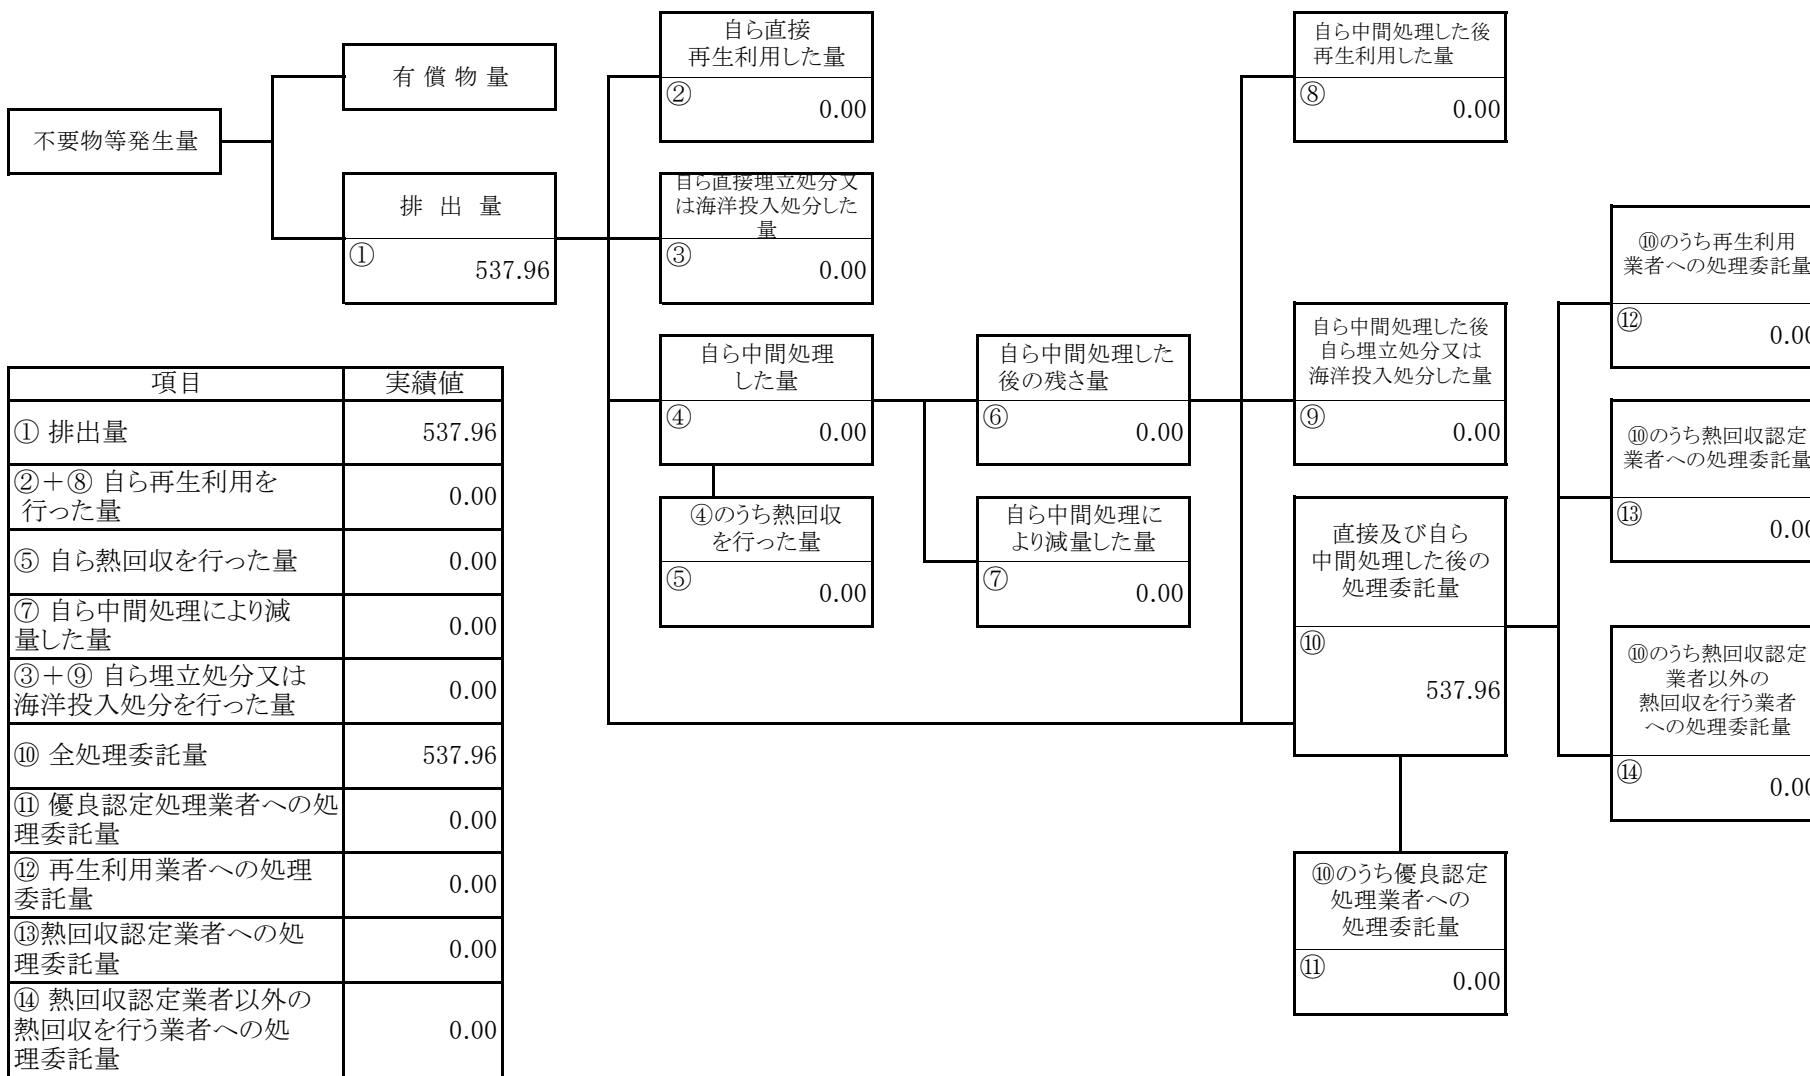 不要物等発生量
有 償 物 量
排 出 量
①
537.96
自ら直接
再生利用した量
②
0.00
自ら直接埋立処分又
は海洋投入処分した
量
③
0.00
自ら中間処理
した量
④
0.00
④のうち熱回収
を行った量
⑤
0.00
自ら中間処理した
後の残さ量
⑥
0.00
自ら中間処理に
より減量した量
⑦
0.00
自ら中間処理した後
再生利用した量
⑧
0.00
自ら中間処理した後
自ら埋立処分又は
海洋投入処分した量
⑨
0.00
直接及び自ら
中間処理した後の
処理委託量
⑩
537.96
⑩のうち優良認定
処理業者への
処理委託量
⑪
0.00
⑩のうち再生利用
業者への処理委託量
⑫
0.00
⑩のうち熱回収認定
業者への処理委託量
⑬
0.00
⑩のうち熱回収認定
業者以外の
熱回収を行う業者
への処理委託量
⑭
0.00
項目 実績値
① 排出量 537.96
②＋⑧ 自ら再生利用を
行った量
0.00
⑤ 自ら熱回収を行った量 0.00
⑦ 自ら中間処理により減
量した量
0.00
③＋⑨ 自ら埋立処分又は
海洋投入処分を行った量
0.00
⑩ 全処理委託量 537.96
⑪ 優良認定処理業者への処
理委託量
0.00
⑫ 再生利用業者への処理
委託量
0.00
⑬熱回収認定業者への処
理委託量
0.00
⑭ 熱回収認定業者以外の
熱回収を行う業者への処
理委託量
0.00